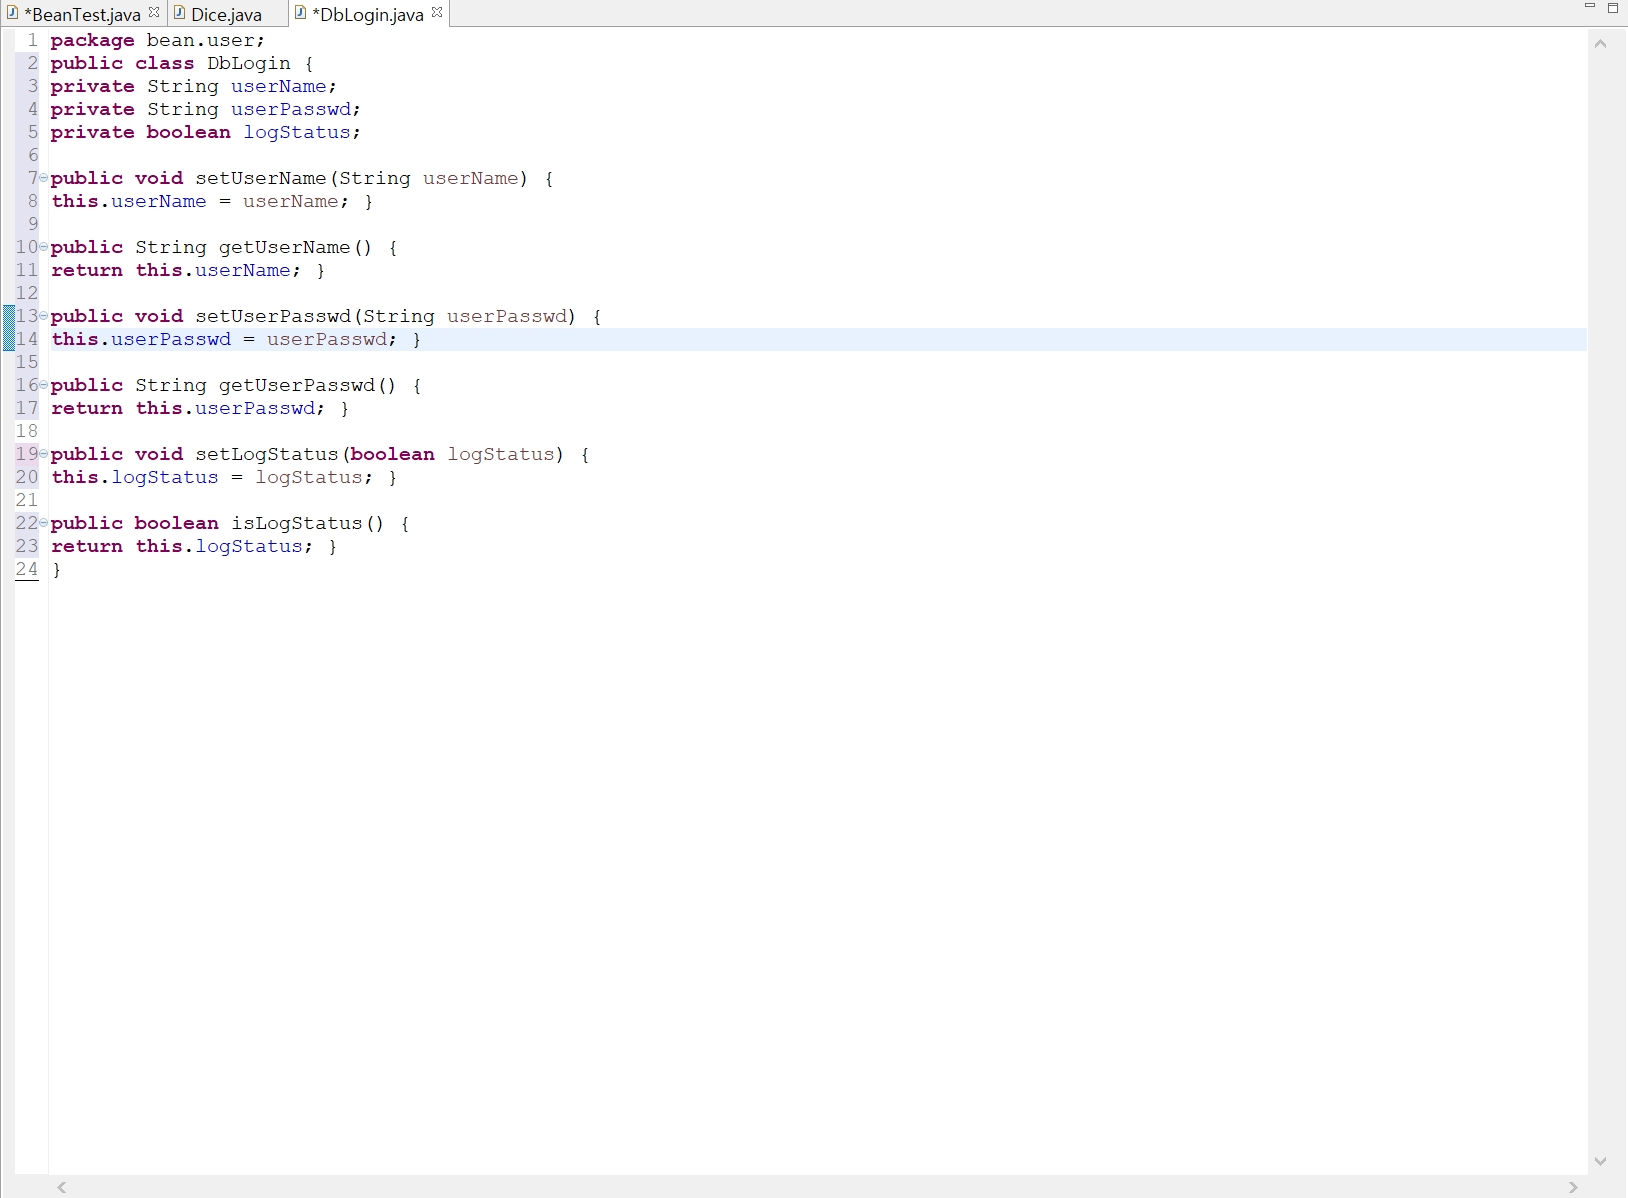 *BeanTest.java Dice.java *DbLogin.java
1 package bean.user;
2 public class DbLogin {
3 private String userName;
4 private String userPasswd;
5 private boolean logStatus;
6
7 public void setUserName(String userName) {
8 this.userName = userName; }
9
10 public String getUserName() {
11 return this.userName; }
12
13 public void setUserPasswd(String userPasswd) {
14 this.userPasswd = userPasswd; }
15
16 public String getUserPasswd() {
17 return this.userPasswd; }
18
19 public void setLogStatus(boolean logStatus) {
20 this.logStatus = logStatus; }
21
22 public boolean isLogStatus() {
23 return this.logStatus; }
24 }